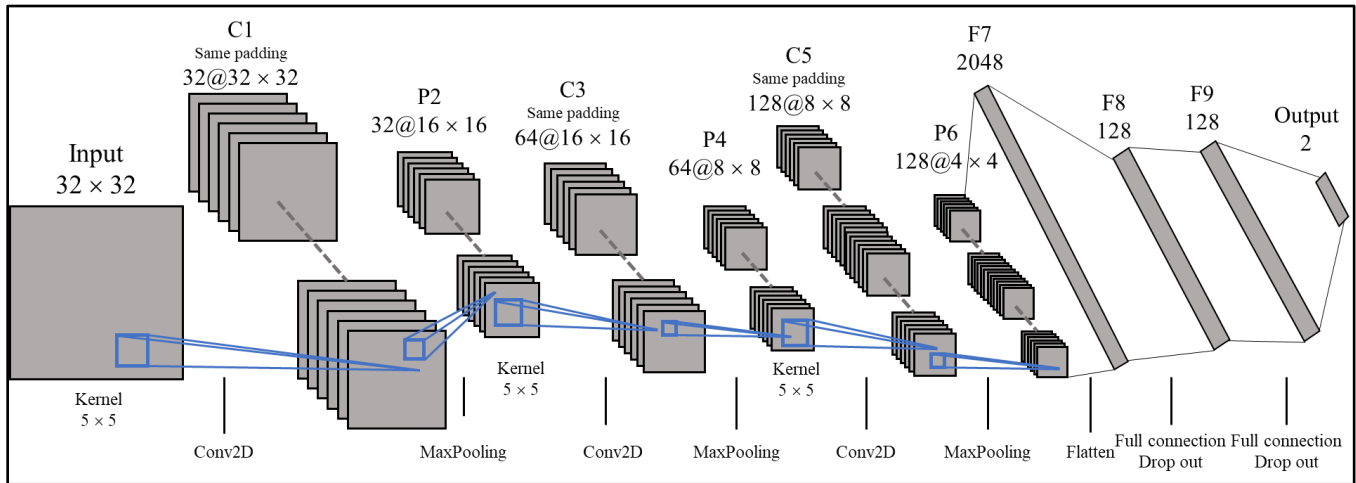 Input
32 × 32
C1
Same padding
32@32 × 32
P2
32@16 × 16
C3
Same padding
64@16 × 16
P4
64@8 × 8
C5
Same padding
128@8 × 8
P6
128@4 × 4
F7
2048
F8
128
F9
128
Output
2
Kernel
5 × 5
Kernel
5 × 5
Kernel
5 × 5
Conv2D
MaxPooling
Conv2D
MaxPooling
Conv2D
MaxPooling
Flatten
Full connection
Drop out
Full connection
Drop out